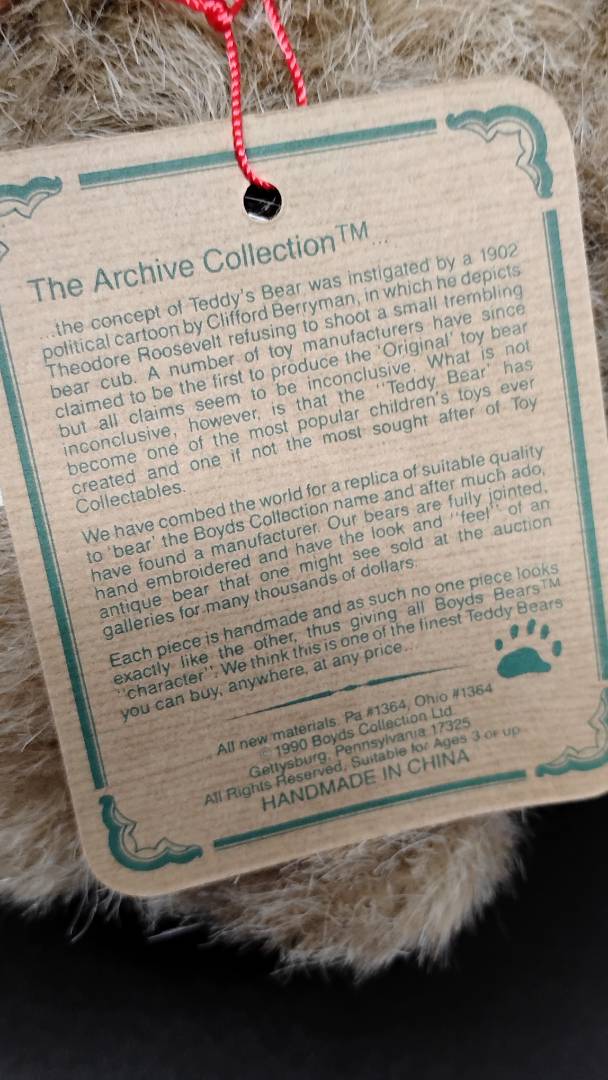 The Archive Collection™...
...the concept of Teddy's Bear was instigated by a 1902
political cartoon by Clifford Berryman, in which he depicts
Theodore Roosevelt refusing to shoot a small trembling
bear cub. A number of toy manufacturers have since
claimed to be the first to produce the 'Original' toy bear
but all claims seem to be inconclusive. What is not
inconclusive, however, is that the "Teddy Bear" has
become one of the most popular children's toys ever
created and one if not the most sought after of Toy
Collectables.
We have combed the world for a replica of suitable quality
to 'bear' the Boyds Collection name and after much ado,
have found a manufacturer. Our bears are fully jointed,
hand embroidered and have the look and "feel" of an
antique bear that one might see sold at the auction
galleries for many thousands of dollars.
Each piece is handmade and as such no one piece looks
exactly like the other, thus giving all Boyds Bears™
"character". We think this is one of the finest Teddy Bears
you can buy, anywhere, at any price...
All new materials. Pa #1364, Ohio #1364
©1990 Boyds Collection Ltd.
Gettysburg, Pennsylvania 17325
All Rights Reserved, Suitable for Ages 3 or up
HANDMADE IN CHINA